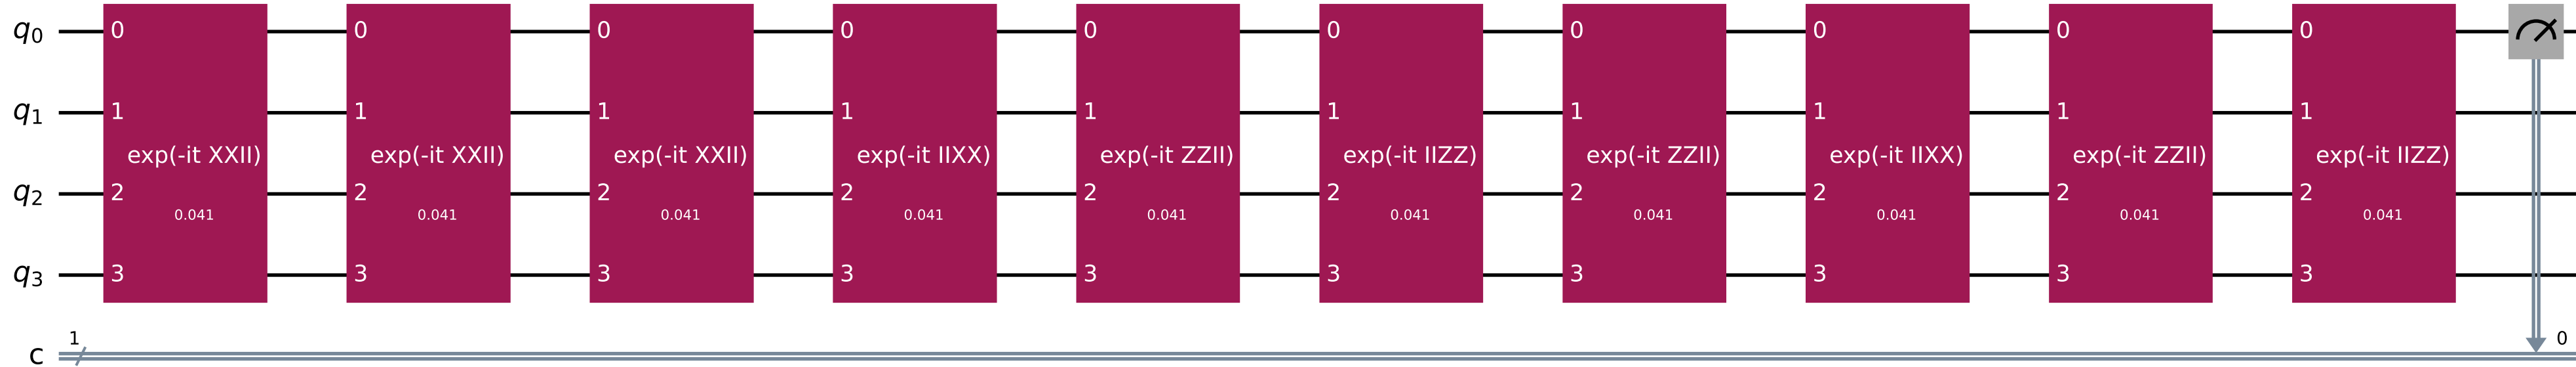 q0 0 0 0 0 0 0 0 0 0 0
q1 1 1 1 1 1 1 1 1 1 1
exp(-it XXII) exp(-it XXII) exp(-it XXII) exp(-it IIXX) exp(-it ZZII) exp(-it IIZZ) exp(-it ZZII) exp(-it IIXX) exp(-it ZZII) exp(-it IIZZ)
q2 2 2 2 2 2 2 2 2 2 2
0.041 0.041 0.041 0.041 0.041 0.041 0.041 0.041 0.041 0.041
q3 3 3 3 3 3 3 3 3 3 3
1 0
c